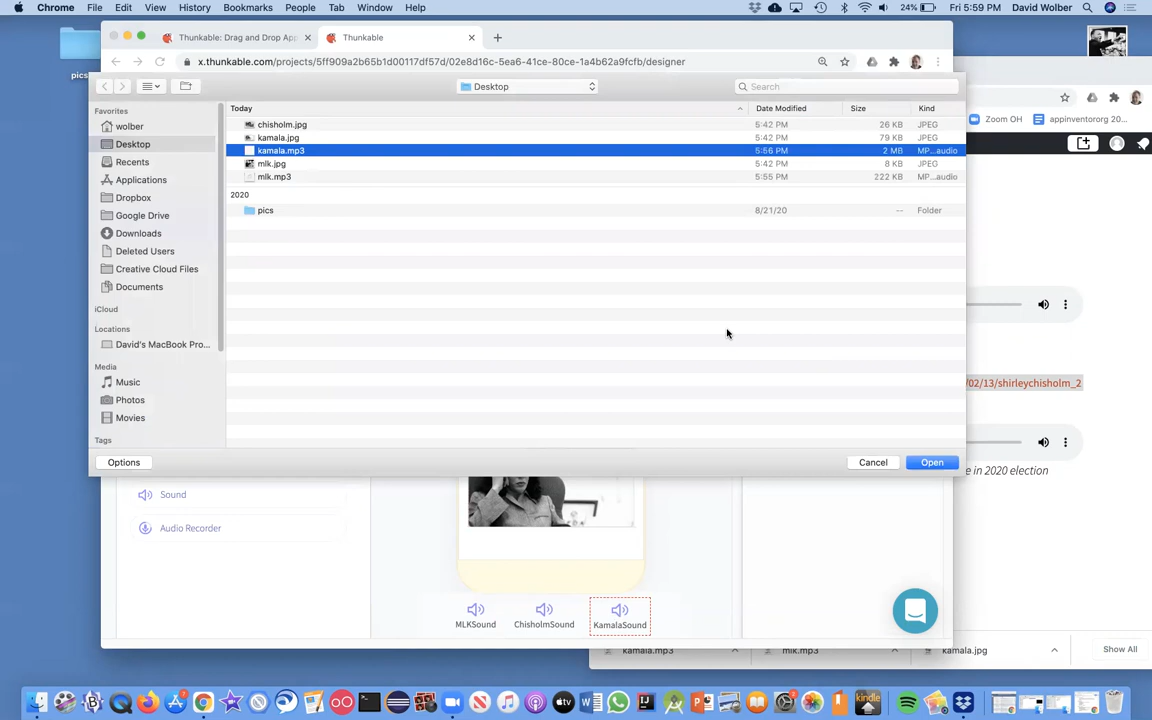 Chrome File Edit View History Bookmarks People Tab Window Help 24% Fri 5:59 PM David Wolber
pics
Thunkable: Drag and Drop App
Thunkable
x.thunkable.com/projects/5ff909a2b65b1d00117df57d/02e8d16c-5ea6-41ce-80ce-1a4b62a9fcfb/designer
Desktop
Search
Zoom OH
appinventororg 20...
Favorites
wolber
Desktop
Recents
Applications
Dropbox
Google Drive
Downloads
Deleted Users
Creative Cloud Files
Documents
iCloud
Locations
David's MacBook Pro...
Media
Music
Photos
Movies
Tags
Today Date Modified Size Kind
chisholm.jpg 5:42 PM 26 KB JPEG
kamala.jpg 5:42 PM 79 KB JPEG
kamala.mp3 5:56 PM 2 MB MP...audio
mlk.jpg 5:42 PM 8 KB JPEG
mlk.mp3 5:55 PM 222 KB MP...audio
2020
pics 8/21/20 -- Folder
Options
Cancel
Open
/02/13/shirleychisholm_2
e in 2020 election
Sound
Audio Recorder
MLKSound
ChisholmSound
KamalaSound
kamala.mp3
mlk.mp3
kamala.jpg
Show All
kindle